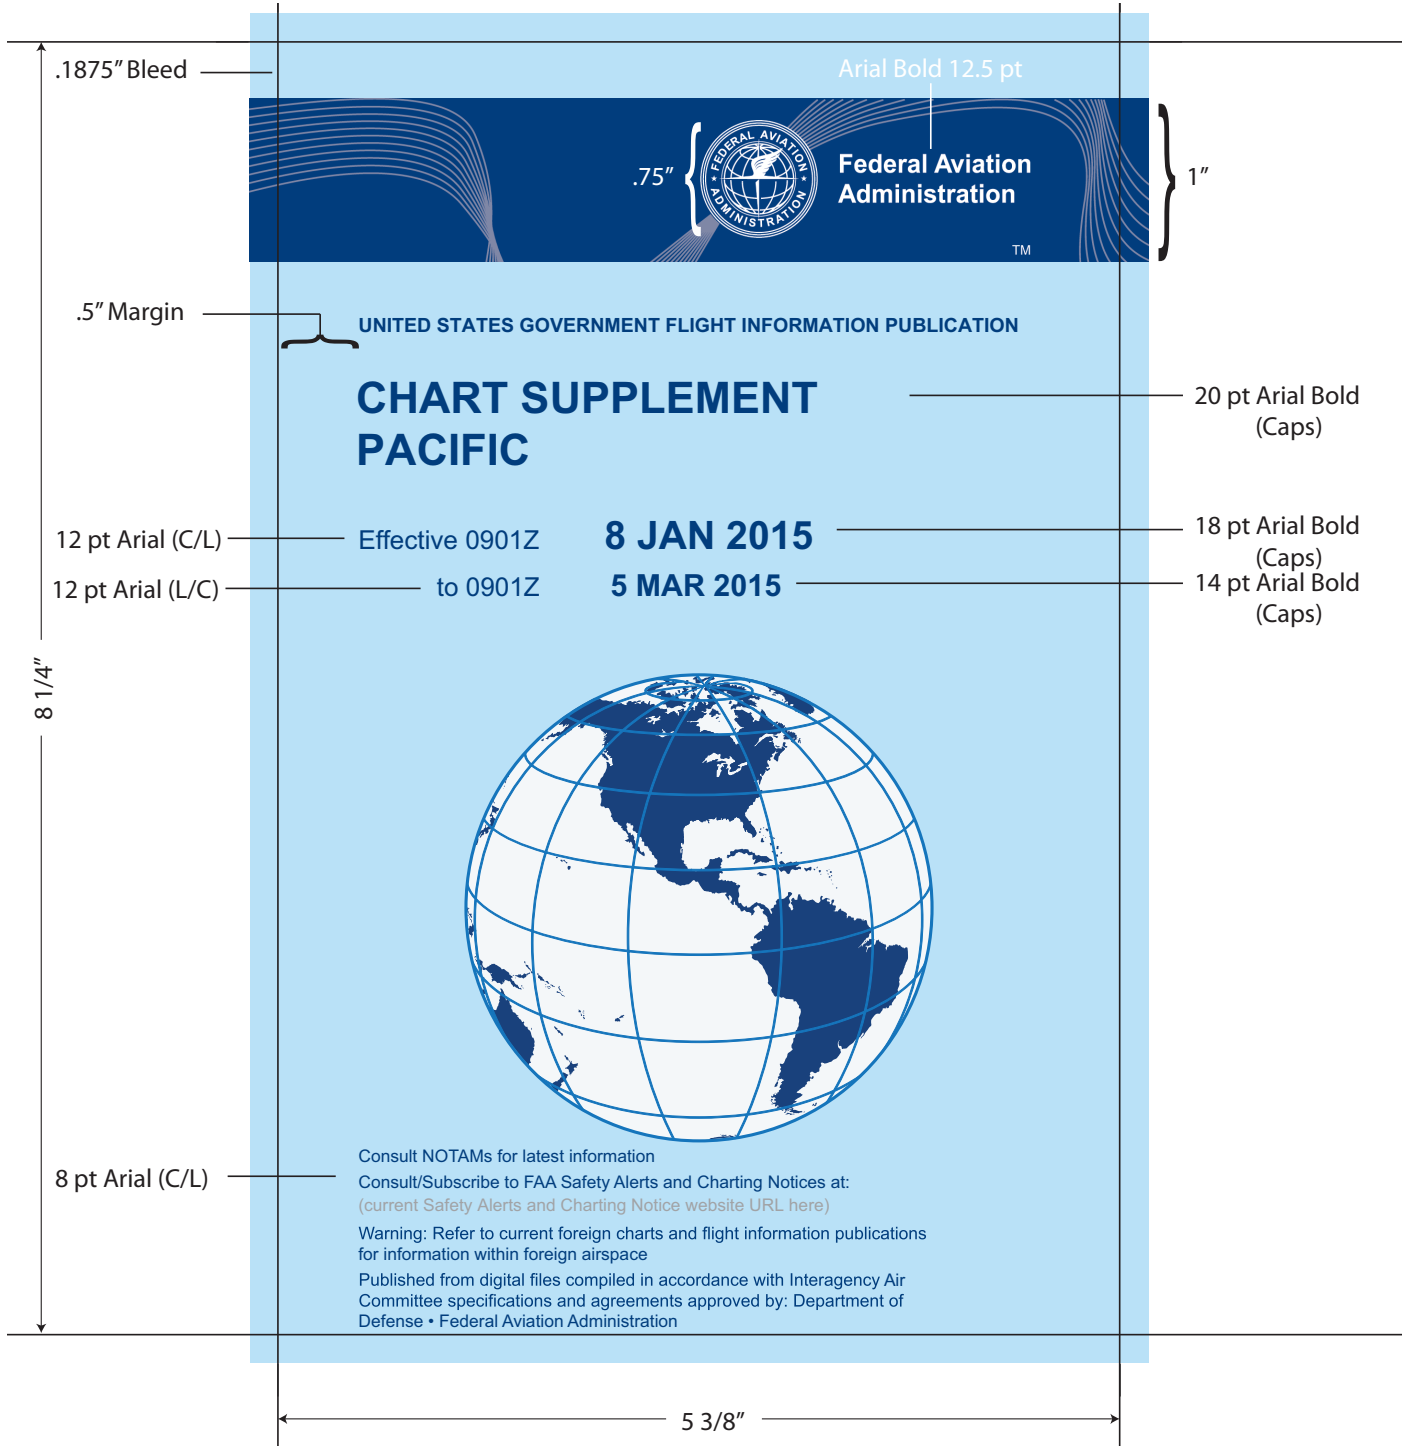 .1875” Bleed
Arial Bold 12.5 pt
FEDERAL AVIATION
ADMINISTRATION
.75”
Federal Aviation
Administration
TM
1”
.5” Margin
UNITED STATES GOVERNMENT FLIGHT INFORMATION PUBLICATION
CHART SUPPLEMENT
PACIFIC
20 pt Arial Bold
(Caps)
12 pt Arial (C/L)
Effective 0901Z
8 JAN 2015
18 pt Arial Bold
(Caps)
12 pt Arial (L/C)
to 0901Z
5 MAR 2015
14 pt Arial Bold
(Caps)
8 1/4”
8 pt Arial (C/L)
Consult NOTAMs for latest information
Consult/Subscribe to FAA Safety Alerts and Charting Notices at:
(current Safety Alerts and Charting Notice website URL here)
Warning: Refer to current foreign charts and flight information publications
for information within foreign airspace
Published from digital files compiled in accordance with Interagency Air
Committee specifications and agreements approved by: Department of
Defense • Federal Aviation Administration
5 3/8”